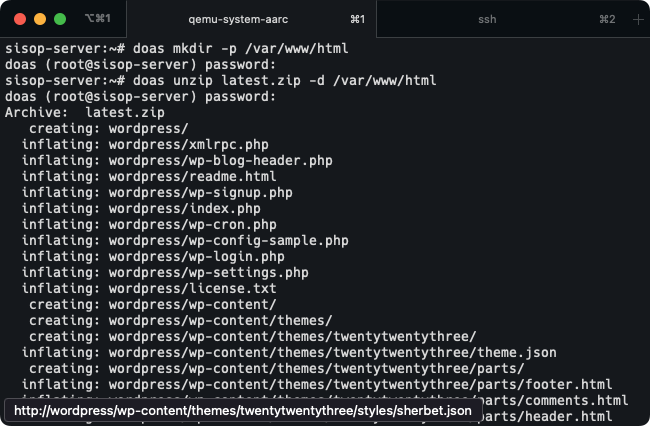 ⌥⌘1 qemu-system-aarc ⌘1 ssh ⌘2 +
sisop-server:~# doas mkdir -p /var/www/html
doas (root@sisop-server) password:
sisop-server:~# doas unzip latest.zip -d /var/www/html
doas (root@sisop-server) password:
Archive:  latest.zip
   creating: wordpress/
  inflating: wordpress/xmlrpc.php
  inflating: wordpress/wp-blog-header.php
  inflating: wordpress/readme.html
  inflating: wordpress/wp-signup.php
  inflating: wordpress/index.php
  inflating: wordpress/wp-cron.php
  inflating: wordpress/wp-config-sample.php
  inflating: wordpress/wp-login.php
  inflating: wordpress/wp-settings.php
  inflating: wordpress/license.txt
   creating: wordpress/wp-content/
   creating: wordpress/wp-content/themes/
   creating: wordpress/wp-content/themes/twentytwentythree/
  inflating: wordpress/wp-content/themes/twentytwentythree/theme.json
   creating: wordpress/wp-content/themes/twentytwentythree/parts/
  inflating: wordpress/wp-content/themes/twentytwentythree/parts/footer.html
parts/comments.html
http://wordpress/wp-content/themes/twentytwentythree/styles/sherbet.json
parts/header.html